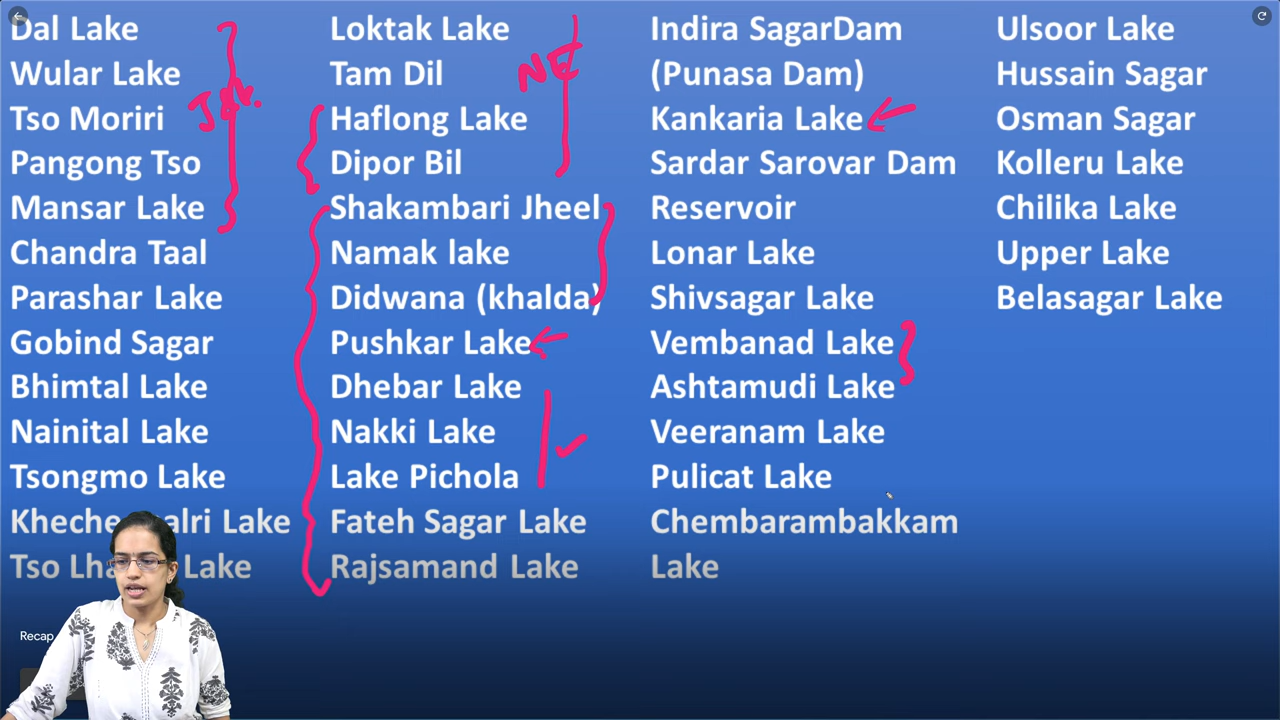 Dal Lake
Wular Lake
Tso Moriri
Pangong Tso
Mansar Lake
Chandra Taal
Parashar Lake
Gobind Sagar
Bhimtal Lake
Nainital Lake
Tsongmo Lake
Lake
Tso Lake
Recap
J&k.
Loktak Lake
Tam Dil
Haflong Lake
Dipor Bil
Shakambari Jheel
Namak lake
Didwana (khalda)
Pushkar Lake
Dhebar Lake
Nakki Lake
Lake Pichola
Fateh Sagar Lake
Rajsamand Lake
NE
Indira SagarDam
(Punasa Dam)
Kankaria Lake
Sardar Sarovar Dam
Reservoir
Lonar Lake
Shivsagar Lake
Vembanad Lake
Ashtamudi Lake
Veeranam Lake
Pulicat Lake
Chembarambakkam
Lake
Ulsoor Lake
Hussain Sagar
Osman Sagar
Kolleru Lake
Chilika Lake
Upper Lake
Belasagar Lake